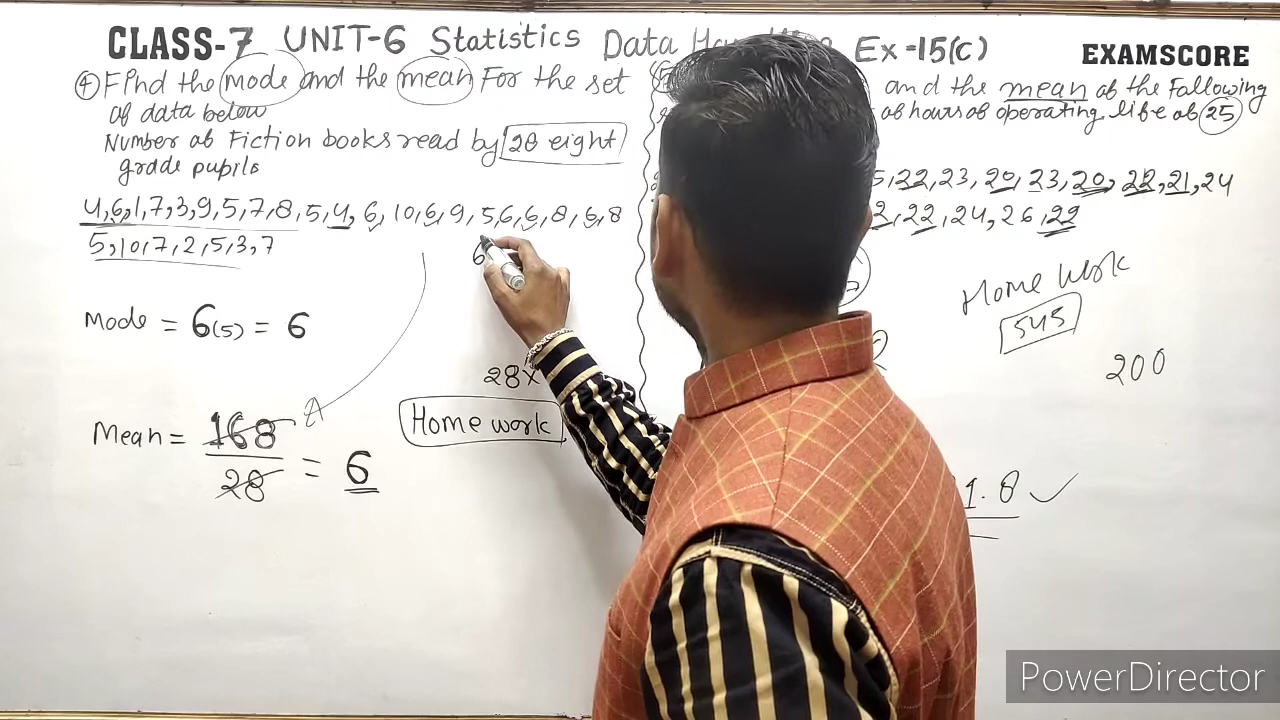 CLASS-7 UNIT-6 Statistics Data Ex-15(C)
EXAMSCORE
④ Find the mode and the mean For the set
of data below
Number of Fiction books read by 28 eight
grade pupils
4,6,1,7,3,9,5,7,8,5,4,6,10,6,9,5,6,6,8,6,8
5,10,7,2,5,3,7
6
Mode = 6(5) = 6
28x
Home work
Mean = 168
28 = 6
and the mean of the Following
of hours of operating life of 25
22,23,20,23,20,22,21,24
22,24,26,22
Home work
545
200
1.8
PowerDirector